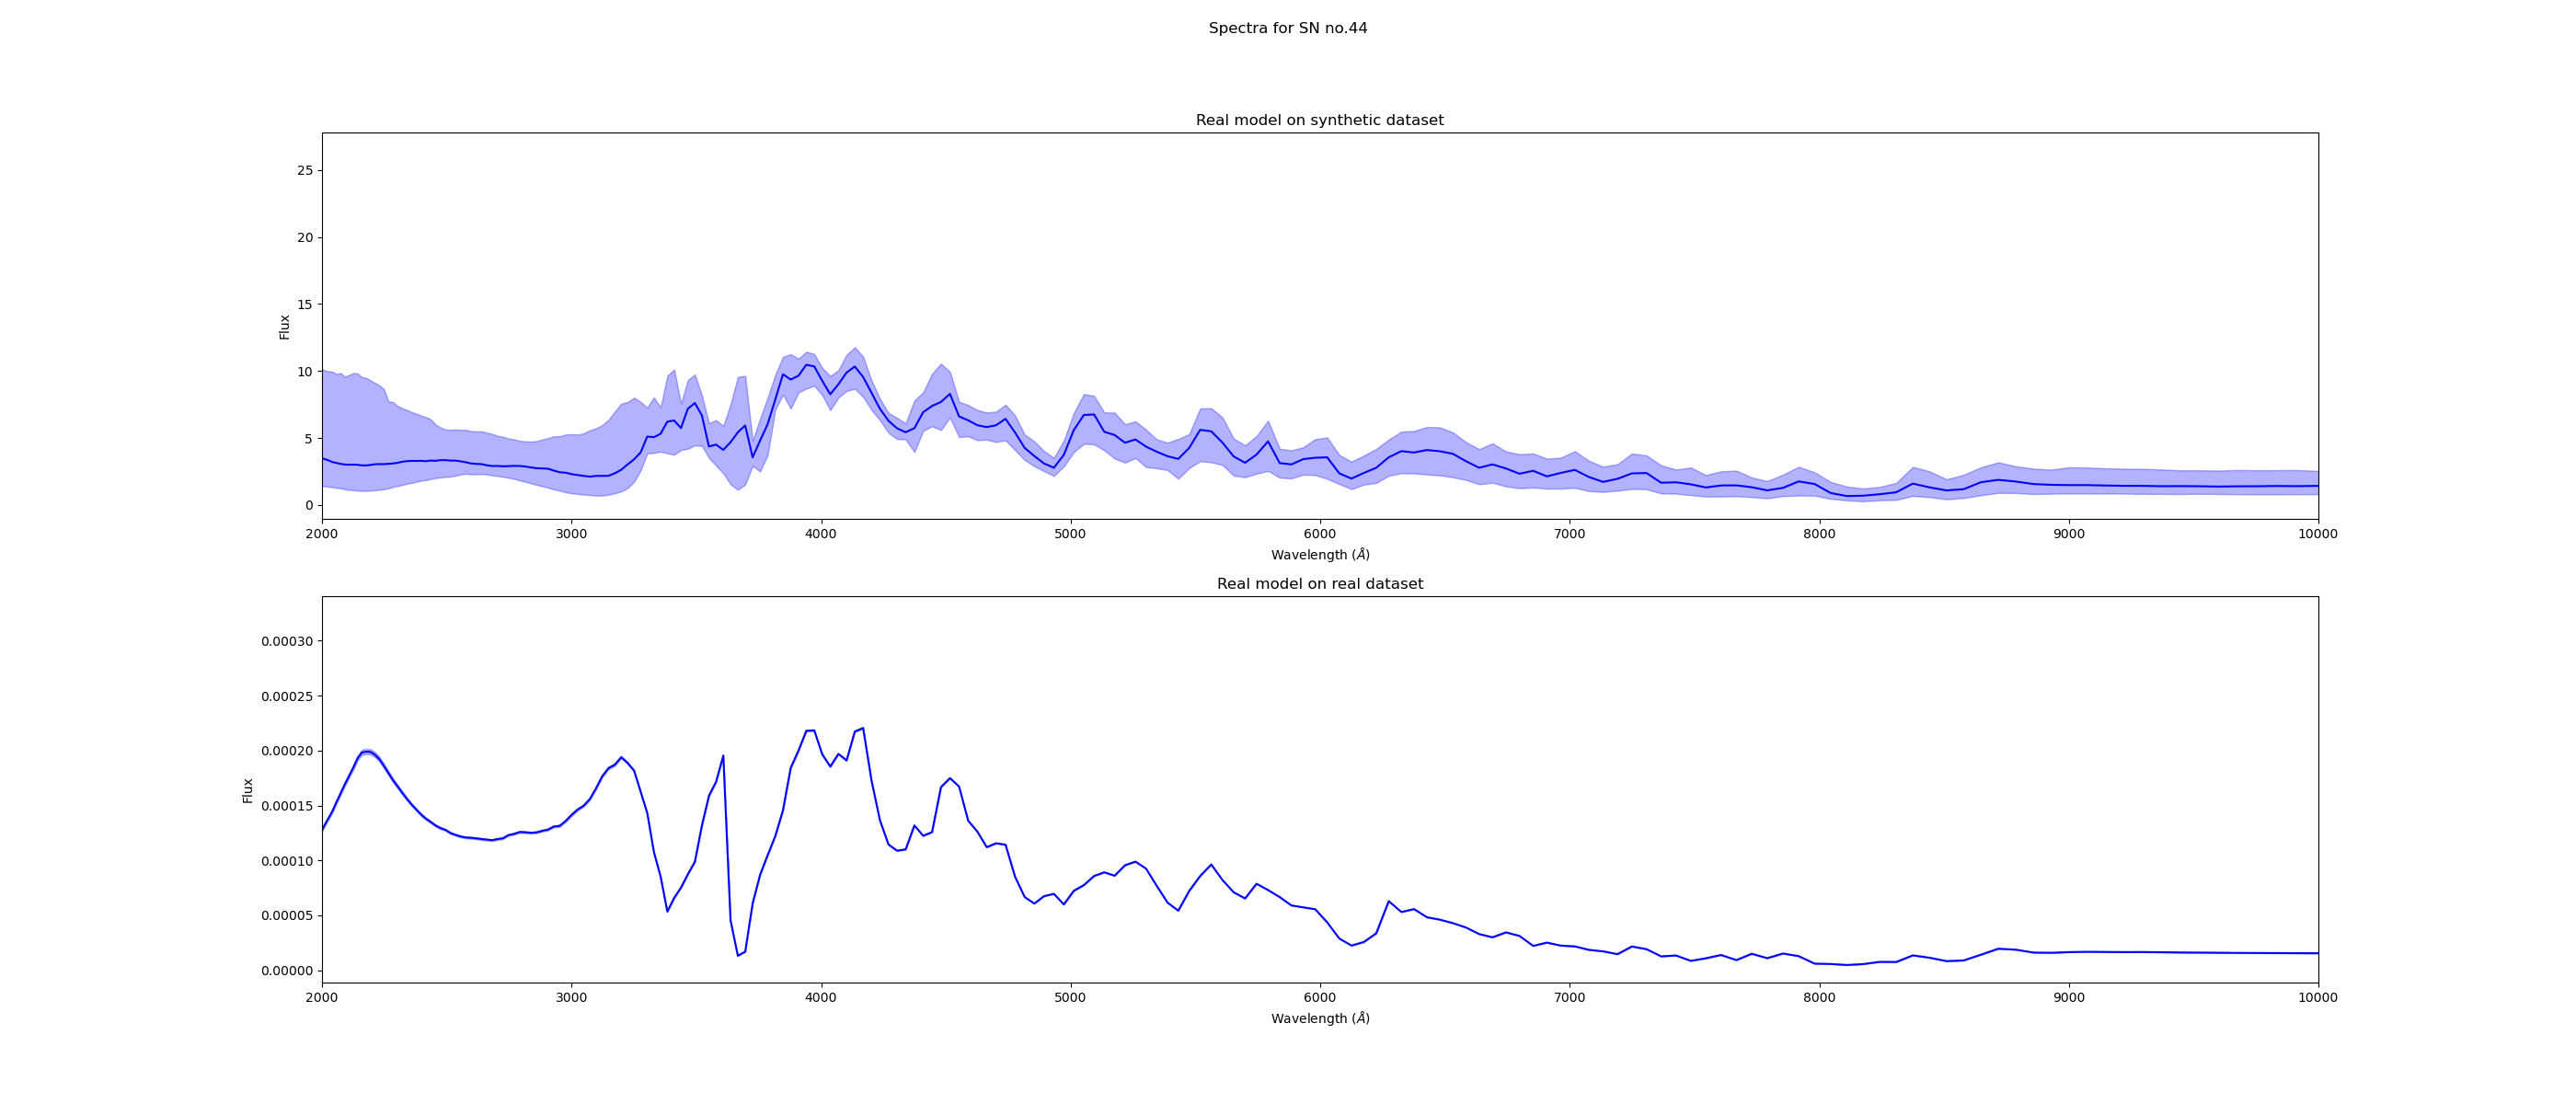 Spectra for SN no.44
Real model on synthetic dataset
25
20
15
10
5
0
Flux
2000 3000 4000 5000 6000 7000 8000 9000 10000
Wavelength (Å)
Real model on real dataset
0.00030
0.00025
0.00020
0.00015
0.00010
0.00005
0.00000
Flux
2000 3000 4000 5000 6000 7000 8000 9000 10000
Wavelength (Å)